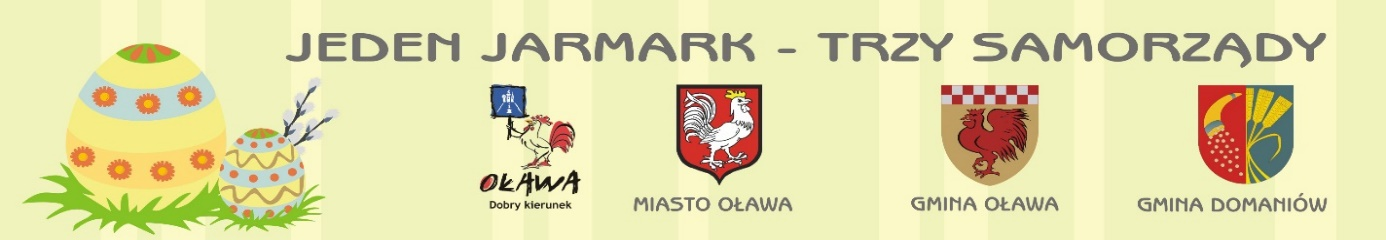 JEDEN JARMARK - TRZY SAMORZĄDY
OŁAWA
Dobry kierunek
MIASTO OŁAWA
GMINA OŁAWA
GMINA DOMANIÓW